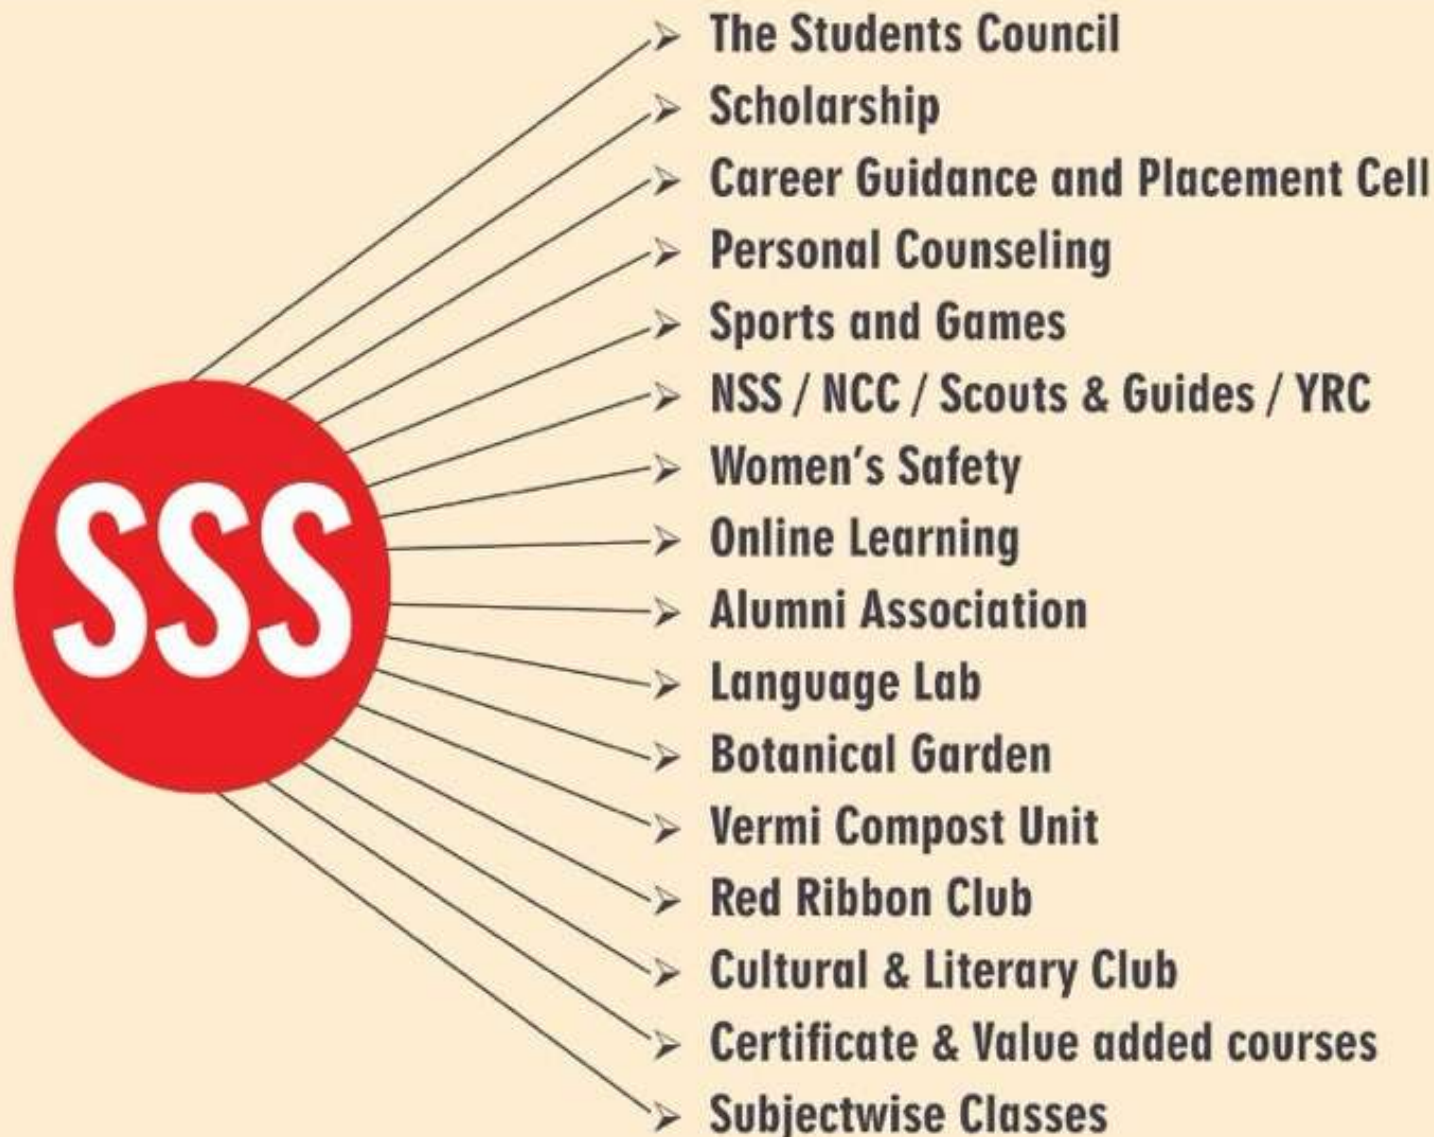 The Students Council
Scholarship
Career Guidance and Placement Cell
Personal Counseling
Sports and Games
NSS / NCC / Scouts & Guides / YRC
Women's Safety
SSS
Online Learning
Alumni Association
Language Lab
Botanical Garden
Vermi Compost Unit
Red Ribbon Club
Cultural & Literary Club
Certificate & Value added courses
Subjectwise Classes